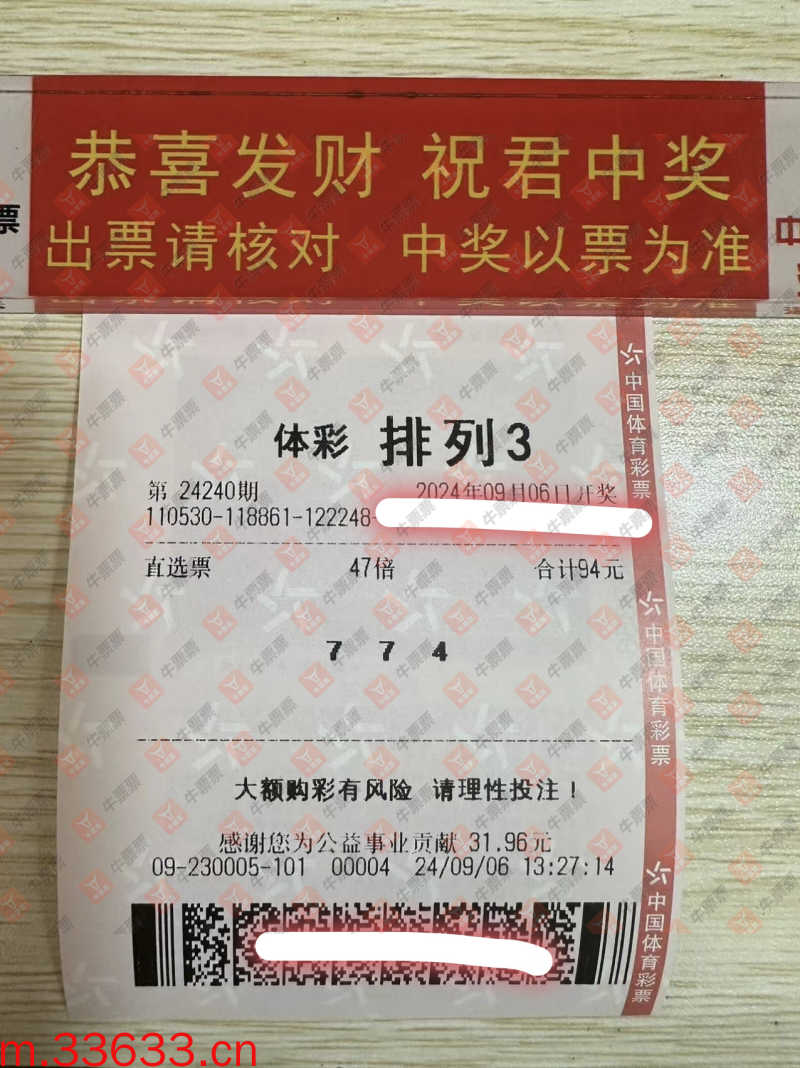 恭喜发财 祝君中奖
出票请核对 中奖以票为准
票
中
体彩 排列3
第 24240期 2024年09月06日开奖
110530-118861-122248-
直选票 47倍 合计94元
7 7 4
大额购彩有风险 请理性投注！
感谢您为公益事业贡献 31.96元
09-230005-101 00004 24/09/06 13:27:14
中国体育彩票
中国体育彩票
中国体育彩票
牛票票
m.33633.cn